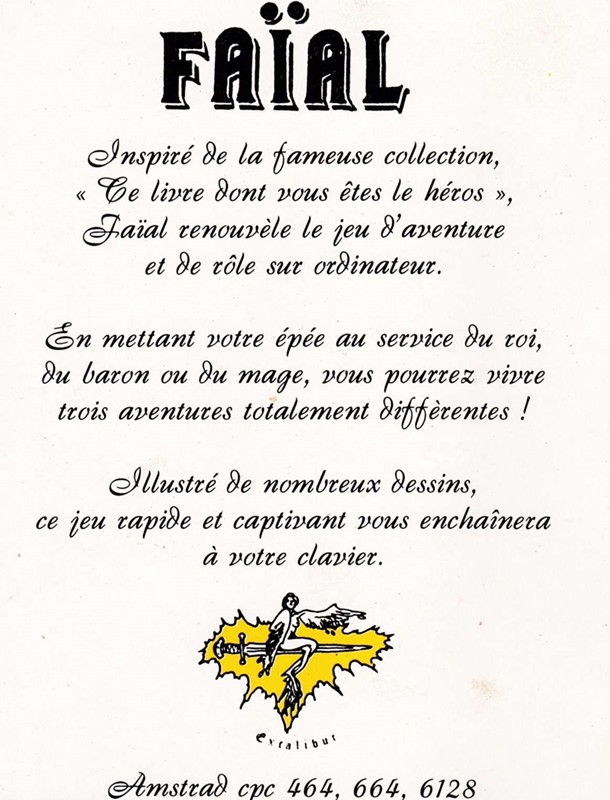 FAÏAL
Inspiré de la fameuse collection,
« Ce livre dont vous êtes le héros »,
Faïal renouvèle le jeu d'aventure
et de rôle sur ordinateur.
En mettant votre épée au service du roi,
du baron ou du mage, vous pourrez vivre
trois aventures totalement diffèrentes !
Illustré de nombreux dessins,
ce jeu rapide et captivant vous enchaînera
à votre clavier.
Excalibur
Amstrad cpc 464, 664, 6128